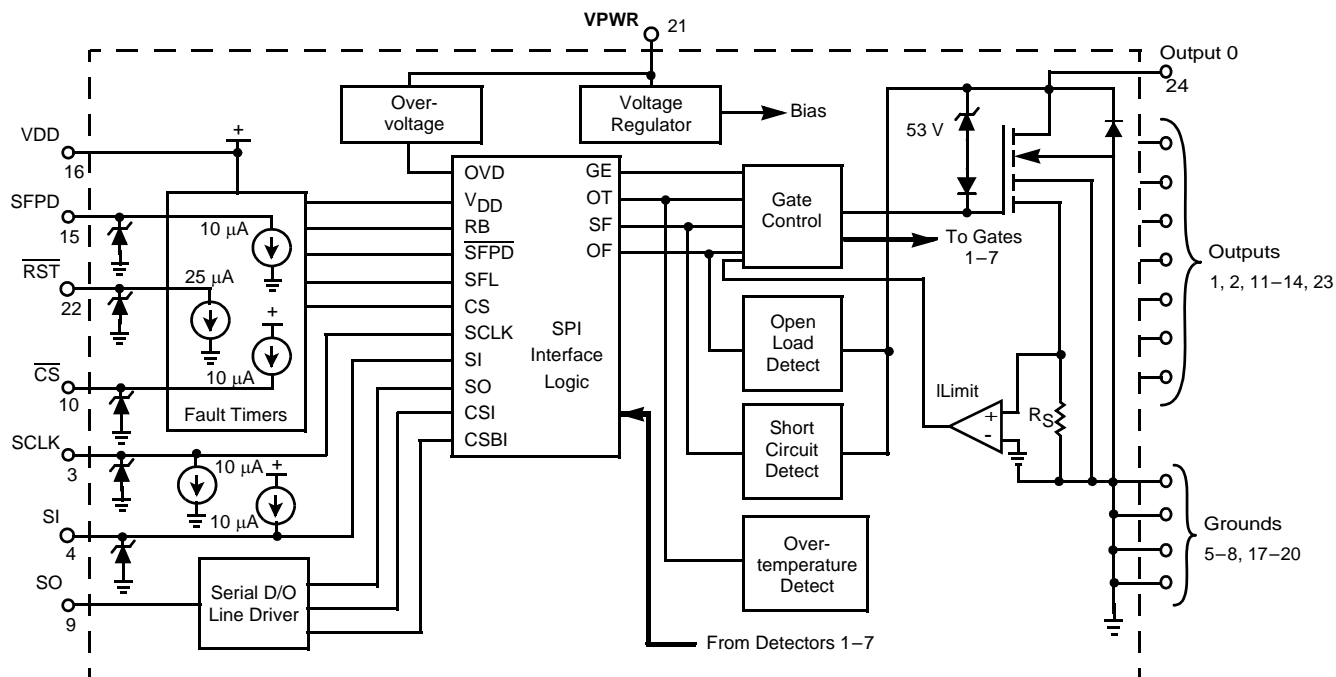 VPWR
21
Output 0
24
Over-
voltage
Voltage
Regulator
Bias
53 V
VDD
16
+
SFPD
15
10 µA
RST
22
25 µA
+
10 µA
CS
10
Fault Timers
SCLK
3
10 µA
+
10 µA
SI
4
SO
9
Serial D/O
Line Driver
OVD
VDD
RB
SFPD
SFL
CS
SCLK
SI
SO
CSI
CSBI
SPI
Interface
Logic
GE
OT
SF
OF
Gate
Control
To Gates
1–7
Open
Load
Detect
Short
Circuit
Detect
Over-
temperature
Detect
From Detectors 1–7
ILimit
+
-
RS
Outputs
1, 2, 11–14, 23
Grounds
5–8, 17–20